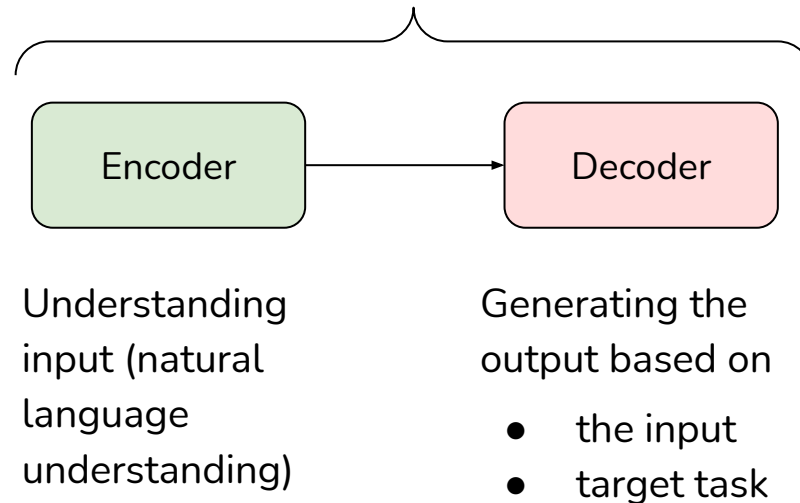 Encoder
Decoder
Understanding
input (natural
language
understanding)
Generating the
output based on
● the input
● target task